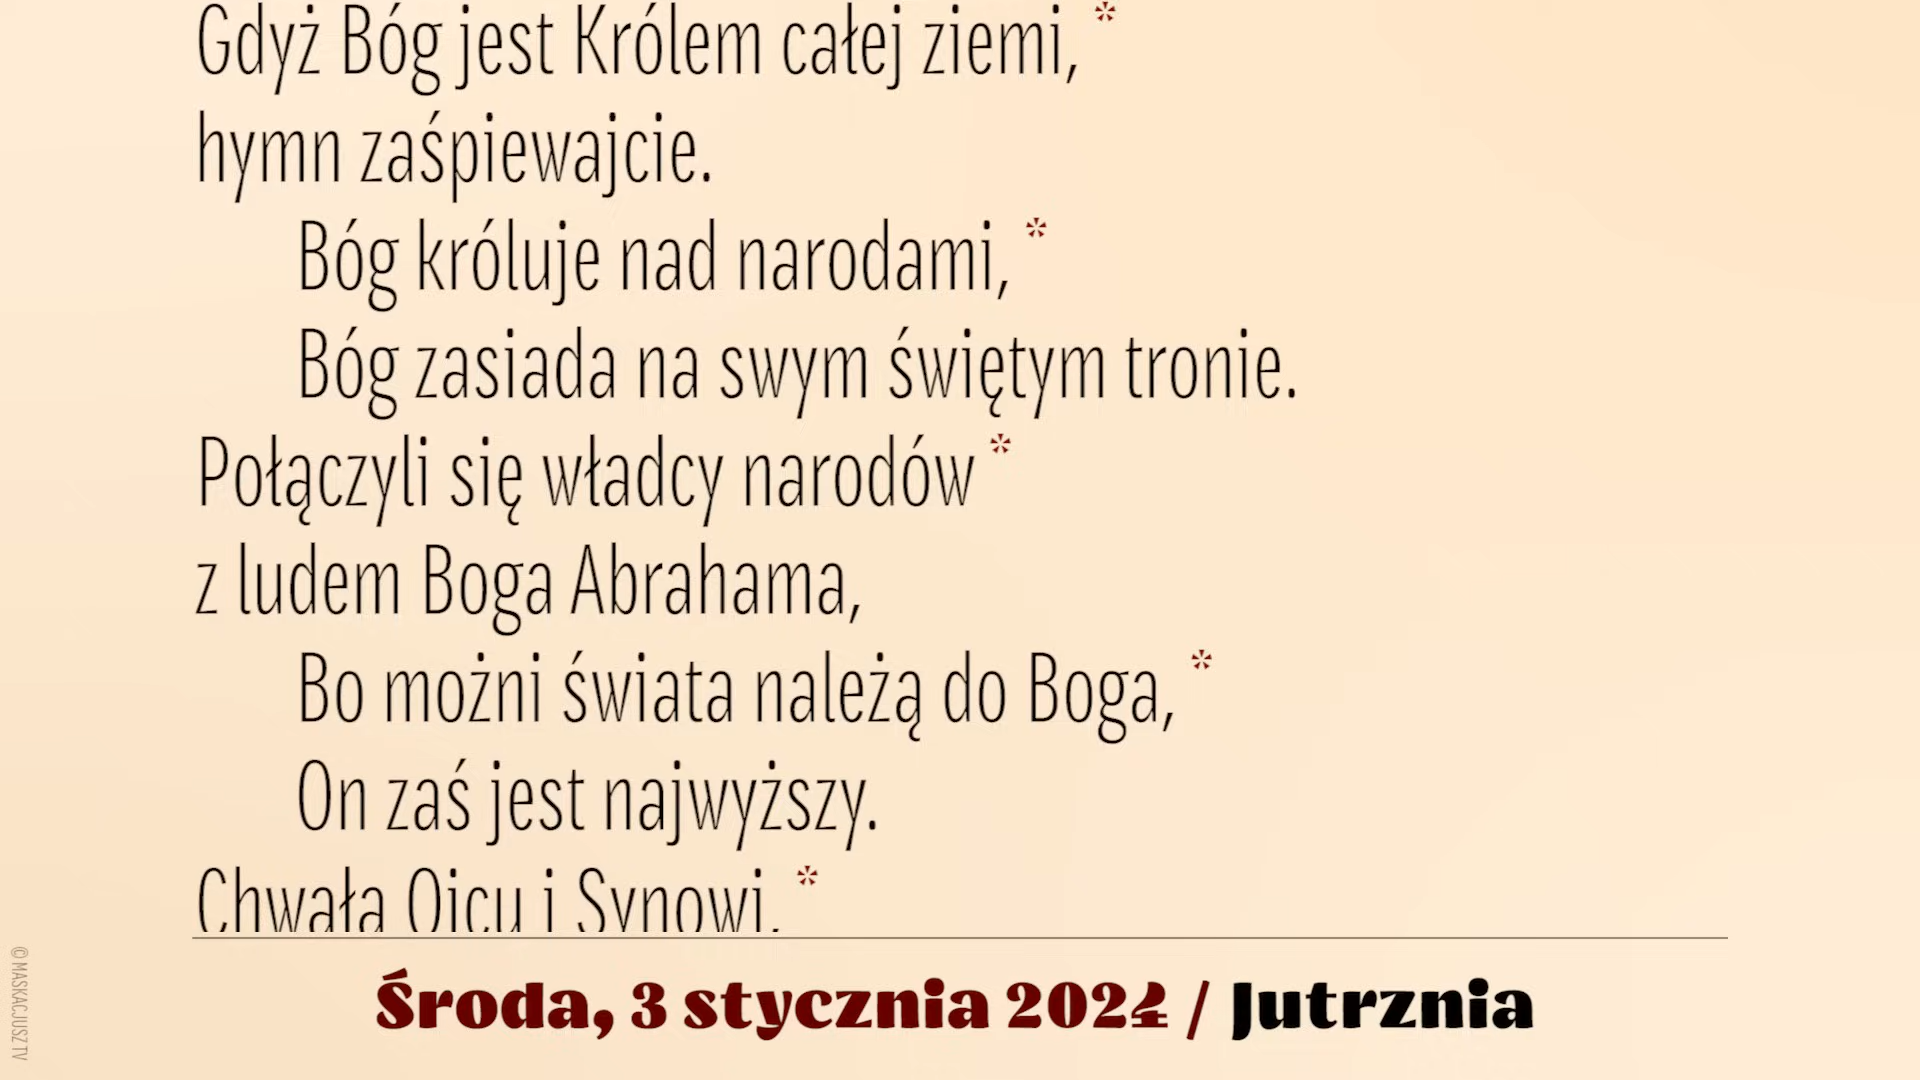 Gdyż Bóg jest Królem całej ziemi, *
hymn zaśpiewajcie.
Bóg króluje nad narodami, *
Bóg zasiada na swym świętym tronie.
Połączyli się władcy narodów *
z ludem Boga Abrahama,
Bo możni świata należą do Boga, *
On zaś jest najwyższy.
Chwała Ojcu i Synowi, *
Środa, 3 stycznia 2024 / Jutrznia
© MASKACJUSZ TV